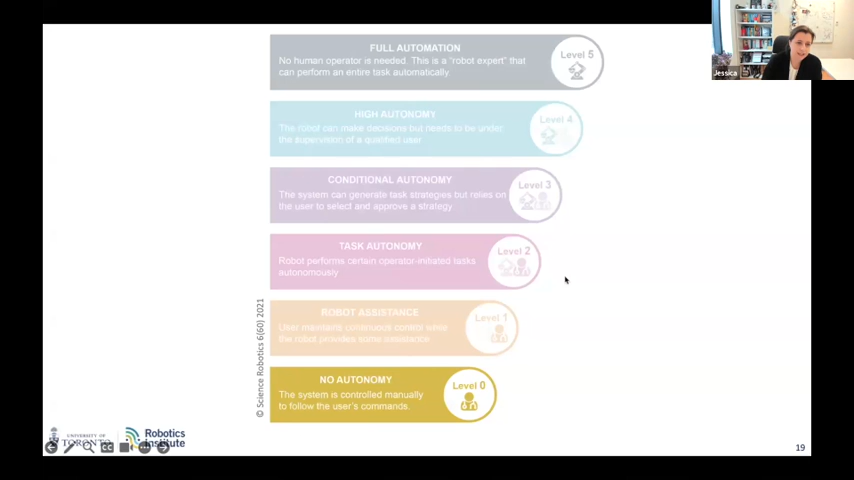 FULL AUTOMATION
No human operator is needed. This is a "robot expert" that
can perform an entire task automatically.
Level 5
HIGH AUTONOMY
The robot can make decisions but needs to be under
the supervision of a qualified user
Level 4
CONDITIONAL AUTONOMY
The system can generate task strategies but relies on
the user to select and approve a strategy
Level 3
TASK AUTONOMY
Robot performs certain operator-initiated tasks
autonomously
Level 2
ROBOT ASSISTANCE
User maintains continuous control while
the robot provides some assistance
Level 1
NO AUTONOMY
The system is controlled manually
to follow the user's commands.
Level 0
© Science Robotics 6(60) 2021
UNIVERSITY OF
TORONTO
Robotics
Institute
19
Jessica